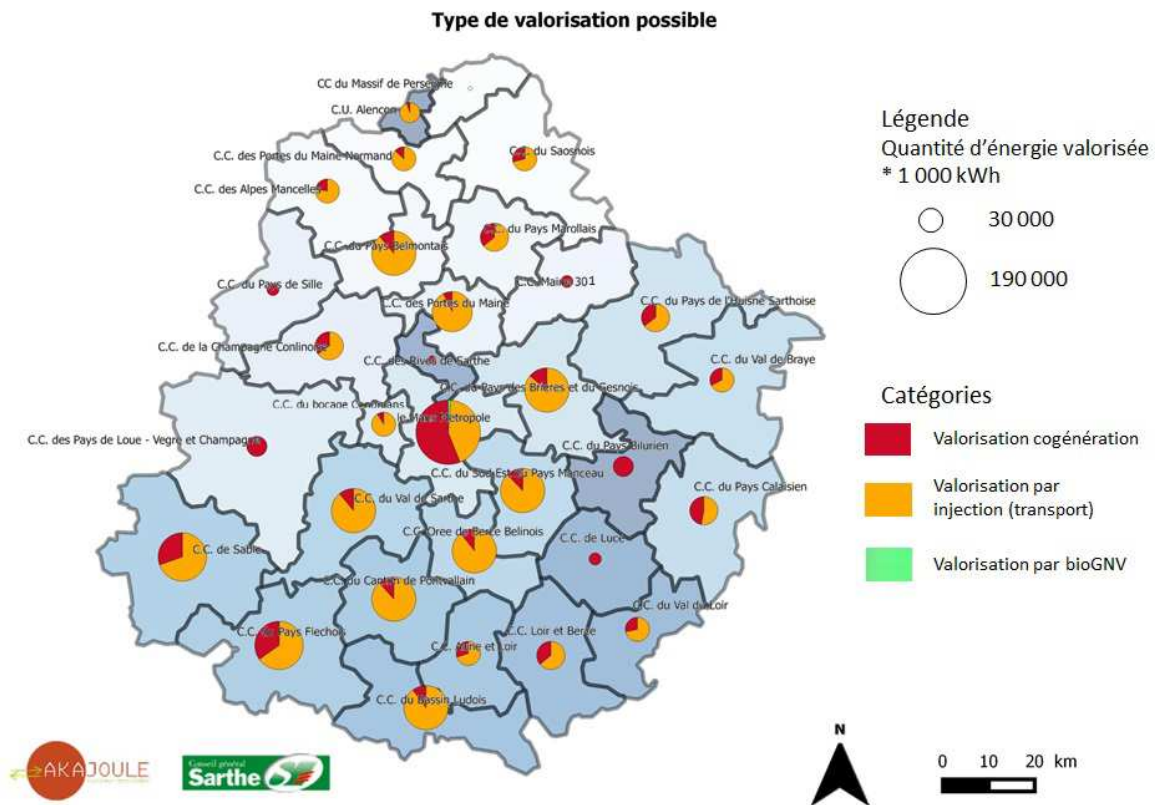 Type de valorisation possible
CC du Massif de Perseigne
C.U. Alençon
C.C. des Portes du Maine Normand
C.C. du Saosnois
C.C. des Alpes Mancelles
C.C. du Pays Marollais
C.C. du Pays Belmontais
C.C. Maine 301
C.C. du Pays de Sille
C.C. du Pays de l'Huisne Sarthoise
C.C. des Portes du Maine
C.C. de la Champagne Conlinoise
C.C. des Rives de Sarthe
C.C. du Val de Braye
C.C. du Pays des Brieres et du Gesnois
C.C. du bocage Cenomans
le Mans Metropole
C.C. des Pays de Loue - Vegre et Champagne
C.C. du Pays Bilurien
C.C. du Sud-Est du Pays Manceau
C.C. du Pays Calaisien
C.C. du Val de Sarthe
C.C. Oree de Berce Belinois
C.C. de Sable
C.C. de Luce
C.C. du Canton de Pontvallain
C.C. du Val du Loir
C.C. du Pays Flechois
C.C. Aune et Loir
C.C. Loir et Berce
C.C. du Bassin Ludois
Légende
Quantité d'énergie valorisée
* 1 000 kWh
30 000
190 000
Catégories
Valorisation cogénération
Valorisation par
injection (transport)
Valorisation par bioGNV
N
0 10 20 km
AKAJOULE
Conseil général
Sarthe